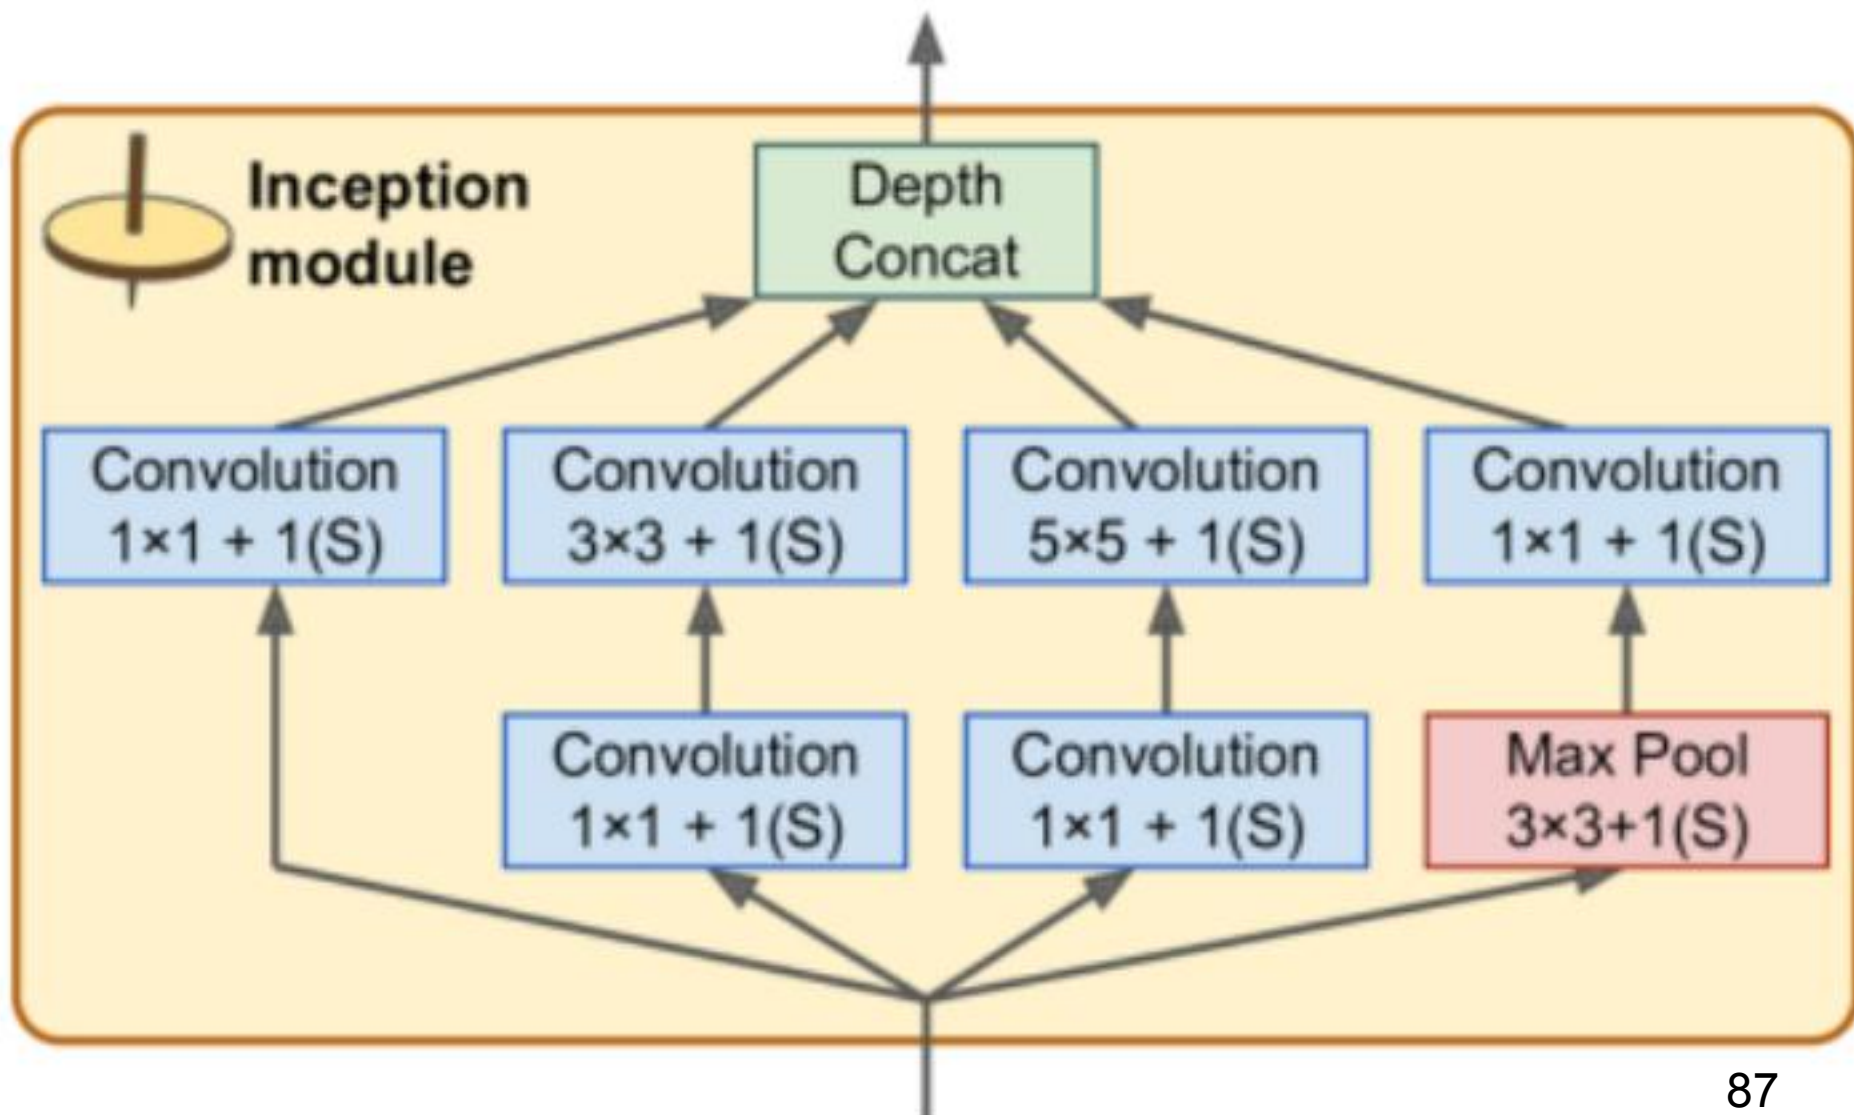 Inception
module
Depth
Concat
Convolution
1×1 + 1(S)
Convolution
3×3 + 1(S)
Convolution
5×5 + 1(S)
Convolution
1×1 + 1(S)
Convolution
1×1 + 1(S)
Convolution
1×1 + 1(S)
Max Pool
3×3+1(S)
87